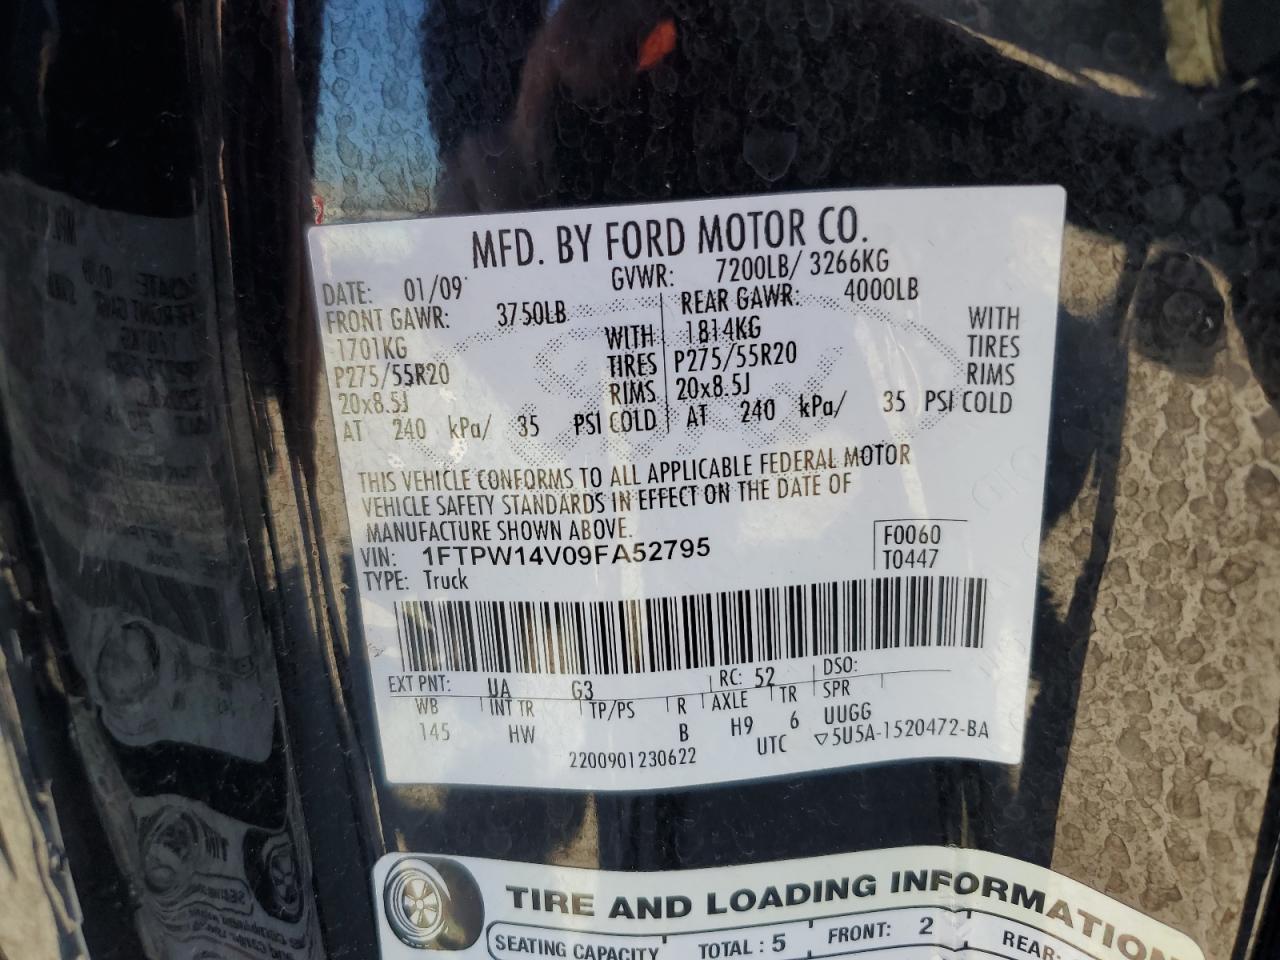 MFD. BY FORD MOTOR CO.
DATE: 01/09 GVWR: 7200LB/ 3266KG
FRONT GAWR: 3750LB REAR GAWR: 4000LB
1701KG WITH 1814KG WITH
P275/55R20 TIRES P275/55R20 TIRES
20x8.5J RIMS 20x8.5J RIMS
AT 240 kPa/ 35 PSI COLD AT 240 kPa/ 35 PSI COLD
THIS VEHICLE CONFORMS TO ALL APPLICABLE FEDERAL MOTOR
VEHICLE SAFETY STANDARDS IN EFFECT ON THE DATE OF
MANUFACTURE SHOWN ABOVE.
VIN: 1FTPW14V09FA52795 F0060
TYPE: Truck T0447
EXT PNT: UA G3 RC: 52 DSO:
WB INT TR TP/PS R AXLE TR SPR
145 HW B H9 6 UUGG
2200901230622 UTC ▽5U5A-1520472-BA
TIRE AND LOADING INFORMATION
SEATING CAPACITY TOTAL : 5 FRONT: 2 REAR: